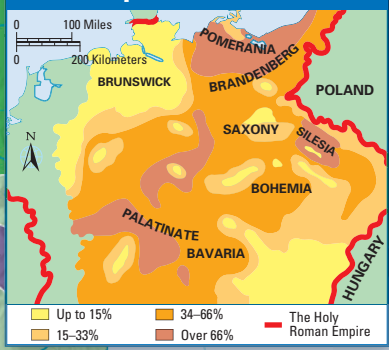 0 100 Miles
0 200 Kilometers
POMERANIA
BRANDENBERG
BRUNSWICK
POLAND
SAXONY
SILESIA
N
BOHEMIA
PALATINATE
BAVARIA
HUNGARY
Up to 15%
34–66%
The Holy
Roman Empire
15–33%
Over 66%